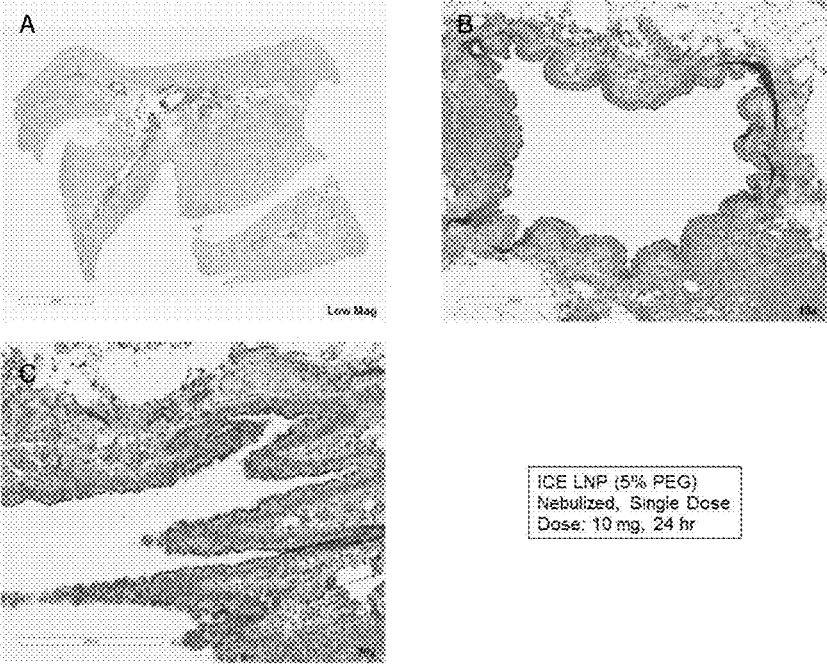 A
B
Low Mag
C
ICE LNP (5% PEG)
Nebulized, Single Dose
Dose: 10 mg, 24 hr